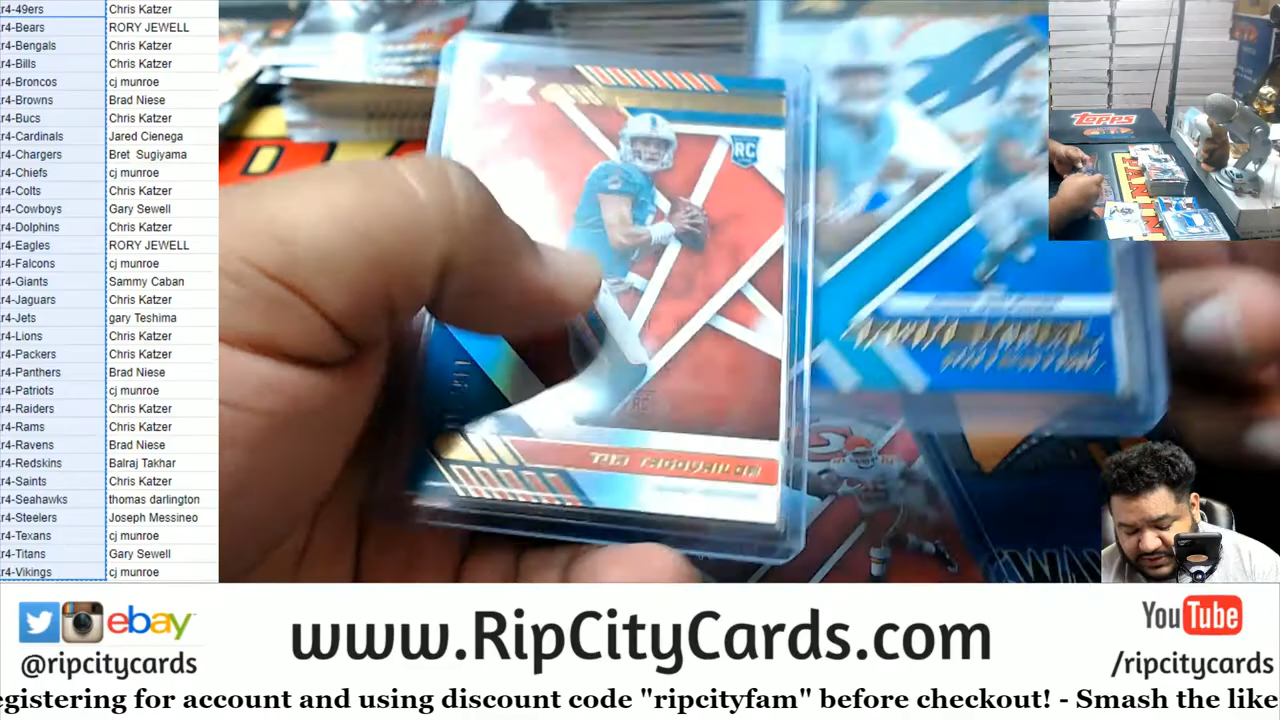 r4-49ers Chris Katzer
r4-Bears RORY JEWELL
r4-Bengals Chris Katzer
r4-Bills Chris Katzer
r4-Broncos cj munroe
r4-Browns Brad Niese
r4-Bucs Chris Katzer
r4-Cardinals Jared Cienega
r4-Chargers Bret Sugiyama
r4-Chiefs cj munroe
r4-Colts Chris Katzer
r4-Cowboys Gary Sewell
r4-Dolphins Chris Katzer
r4-Eagles RORY JEWELL
r4-Falcons cj munroe
r4-Giants Sammy Caban
r4-Jaguars Chris Katzer
r4-Jets gary Teshima
r4-Lions Chris Katzer
r4-Packers Chris Katzer
r4-Panthers Brad Niese
r4-Patriots cj munroe
r4-Raiders Chris Katzer
r4-Rams Chris Katzer
r4-Ravens Brad Niese
r4-Redskins Balraj Takhar
r4-Saints Chris Katzer
r4-Seahawks thomas darlington
r4-Steelers Joseph Messineo
r4-Texans cj munroe
r4-Titans Gary Sewell
r4-Vikings cj munroe
XR
RC
RC
TUA TAGOVAILOA
Topps
PANINI
ebay
@ripcitycards
www.RipCityCards.com
YouTube
/ripcitycards
egistering for account and using discount code "ripcityfam" before checkout! - Smash the like